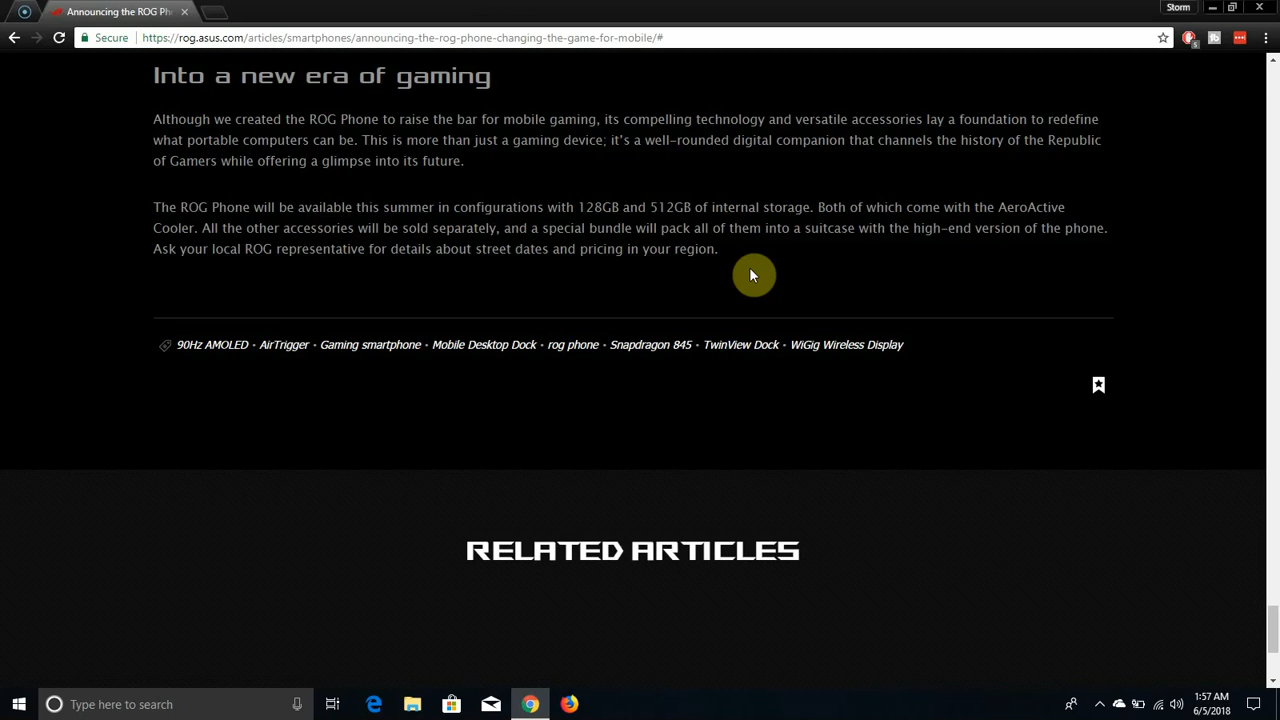 Announcing the ROG Ph
Storm
Secure
https://rog.asus.com/articles/smartphones/announcing-the-rog-phone-changing-the-game-for-mobile/#
Into a new era of gaming
Although we created the ROG Phone to raise the bar for mobile gaming, its compelling technology and versatile accessories lay a foundation to redefine
what portable computers can be. This is more than just a gaming device; it's a well-rounded digital companion that channels the history of the Republic
of Gamers while offering a glimpse into its future.
The ROG Phone will be available this summer in configurations with 128GB and 512GB of internal storage. Both of which come with the AeroActive
Cooler. All the other accessories will be sold separately, and a special bundle will pack all of them into a suitcase with the high-end version of the phone.
Ask your local ROG representative for details about street dates and pricing in your region.
90Hz AMOLED • AirTrigger • Gaming smartphone • Mobile Desktop Dock • rog phone • Snapdragon 845 • TwinView Dock • WiGig Wireless Display
RELATED ARTICLES
Type here to search
1:57 AM
6/5/2018